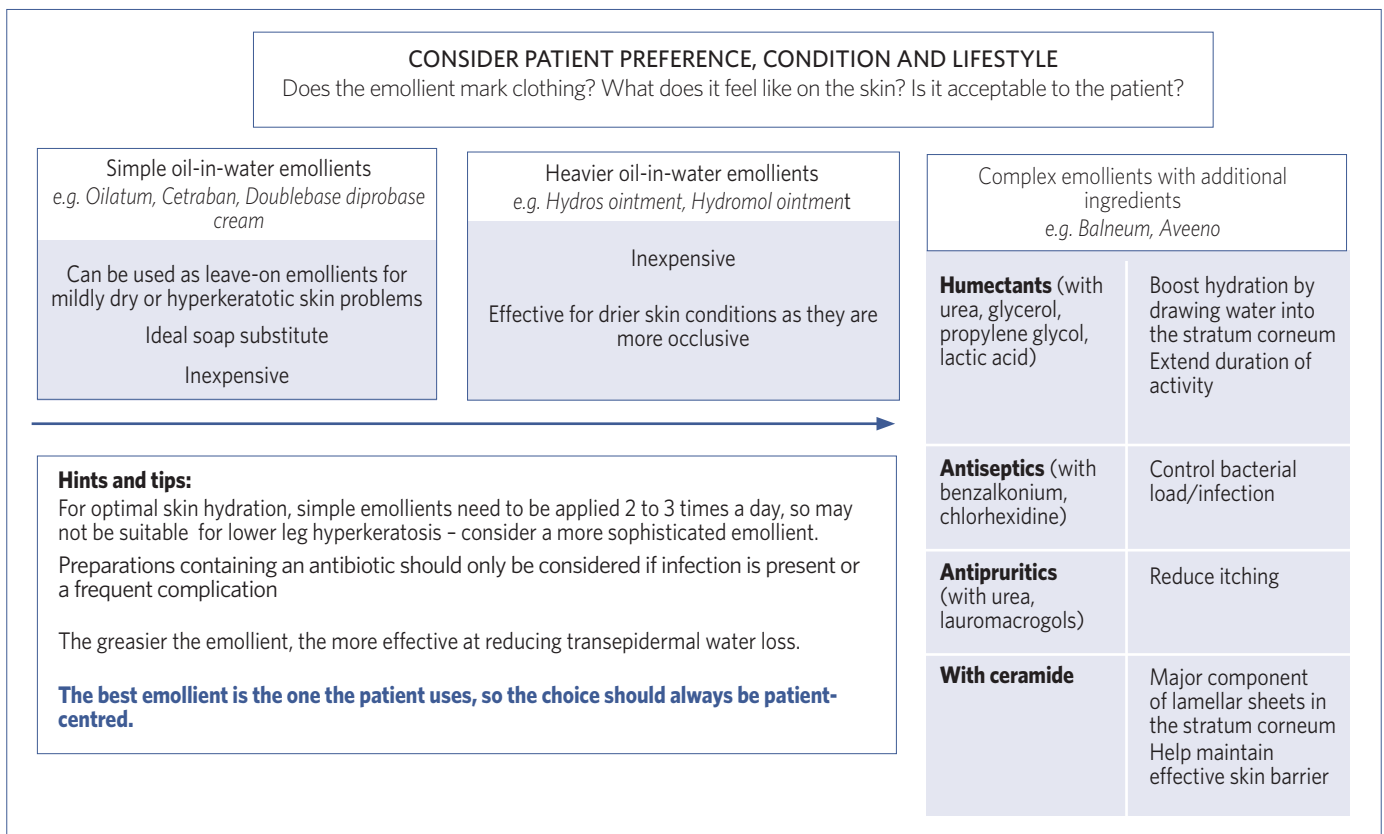 CONSIDER PATIENT PREFERENCE, CONDITION AND LIFESTYLE
Does the emollient mark clothing? What does it feel like on the skin? Is it acceptable to the patient?
Simple oil-in-water emollients
e.g. Oilatum, Cetraban, Doublebase diprobase
cream
Can be used as leave-on emollients for
mildly dry or hyperkeratotic skin problems
Ideal soap substitute
Inexpensive
Heavier oil-in-water emollients
e.g. Hydros ointment, Hydromol ointment
Inexpensive
Effective for drier skin conditions as they are
more occlusive
Complex emollients with additional
ingredients
e.g. Balneum, Aveeno
Humectants (with
urea, glycerol,
propylene glycol,
lactic acid)
Boost hydration by
drawing water into
the stratum corneum
Extend duration of
activity
Antiseptics (with
benzalkonium,
chlorhexidine)
Control bacterial
load/infection
Antipruritics
(with urea,
lauromacrogols)
Reduce itching
With ceramide
Major component
of lamellar sheets in
the stratum corneum
Help maintain
effective skin barrier
Hints and tips:
For optimal skin hydration, simple emollients need to be applied 2 to 3 times a day, so may
not be suitable for lower leg hyperkeratosis – consider a more sophisticated emollient.
Preparations containing an antibiotic should only be considered if infection is present or
a frequent complication
The greasier the emollient, the more effective at reducing transepidermal water loss.
The best emollient is the one the patient uses, so the choice should always be patient-
centred.